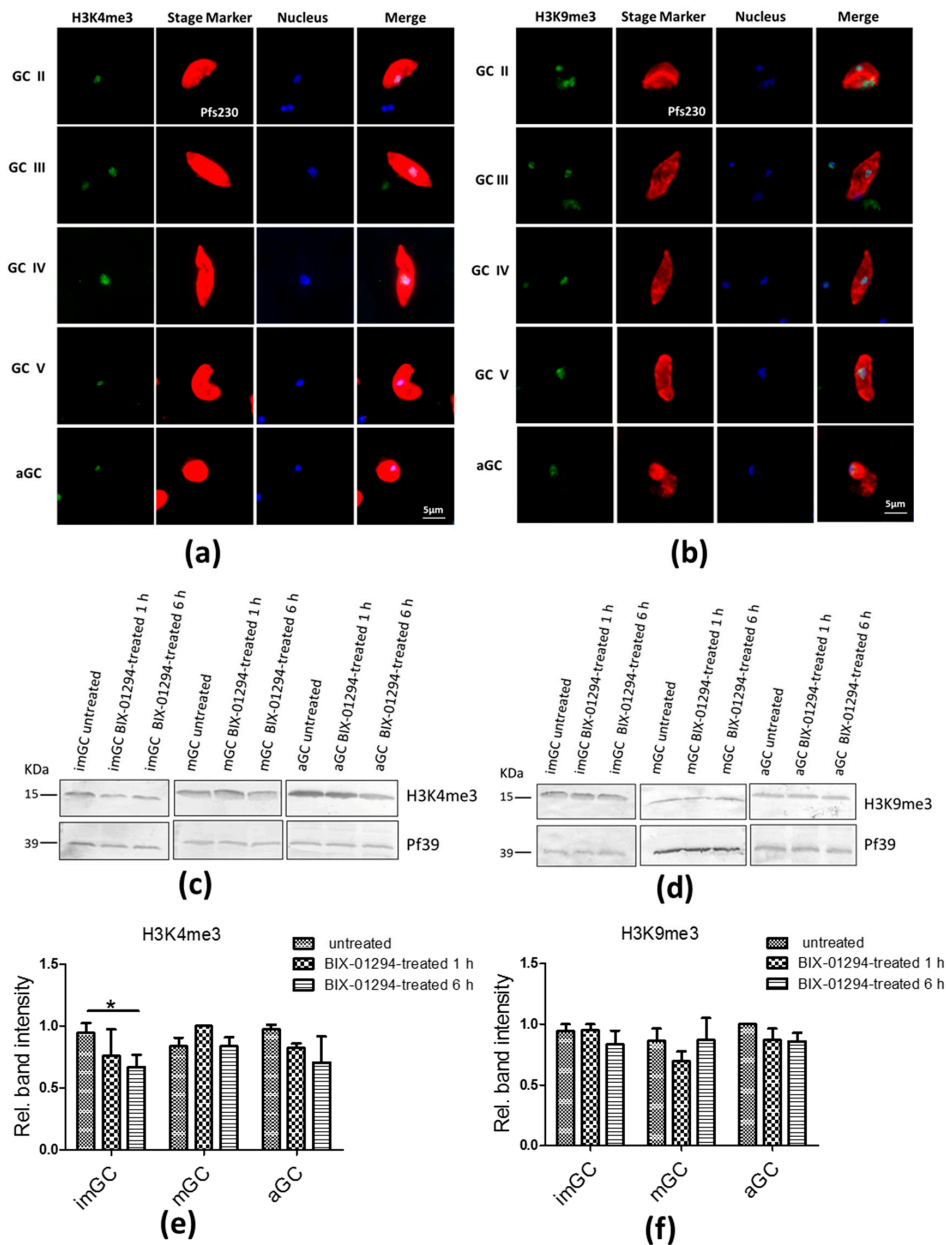 H3K4me3 Stage Marker Nucleus Merge
GC II
Pfs230
GC III
GC IV
GC V
aGC
5µm
(a)
H3K9me3 Stage Marker Nucleus Merge
GC II
Pfs230
GC III
GC IV
GC V
aGC
5µm
(b)
imGC untreated
imGC BIX-01294-treated 1 h
imGC BIX-01294-treated 6 h
mGC untreated
mGC BIX-01294-treated 1 h
mGC BIX-01294-treated 6 h
aGC untreated
aGC BIX-01294-treated 1 h
aGC BIX-01294-treated 6 h
KDa
15
H3K4me3
39
Pf39
(c)
imGC untreated
imGC BIX-01294-treated 1 h
imGC BIX-01294-treated 6 h
mGC untreated
mGC BIX-01294-treated 1 h
mGC BIX-01294-treated 6 h
aGC untreated
aGC BIX-01294-treated 1 h
aGC BIX-01294-treated 6 h
KDa
15
H3K9me3
39
Pf39
(d)
H3K4me3
untreated
BIX-01294-treated 1 h
BIX-01294-treated 6 h
Rel. band intensity
1.5
1.0
0.5
0.0
*
imGC
mGC
aGC
(e)
H3K9me3
untreated
BIX-01294-treated 1 h
BIX-01294-treated 6 h
Rel. band intensity
1.5
1.0
0.5
0.0
imGC
mGC
aGC
(f)